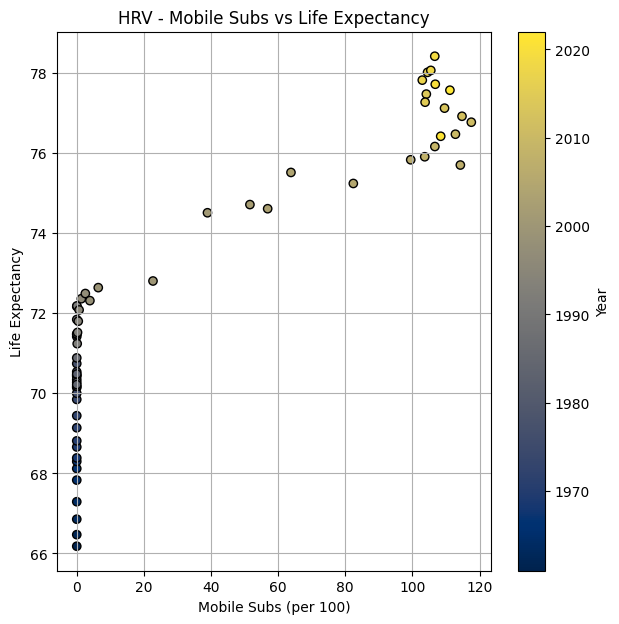 HRV - Mobile Subs vs Life Expectancy
Life Expectancy
78
76
74
72
70
68
66
0 20 40 60 80 100 120
Mobile Subs (per 100)
2020
2010
2000
1990
1980
1970
Year